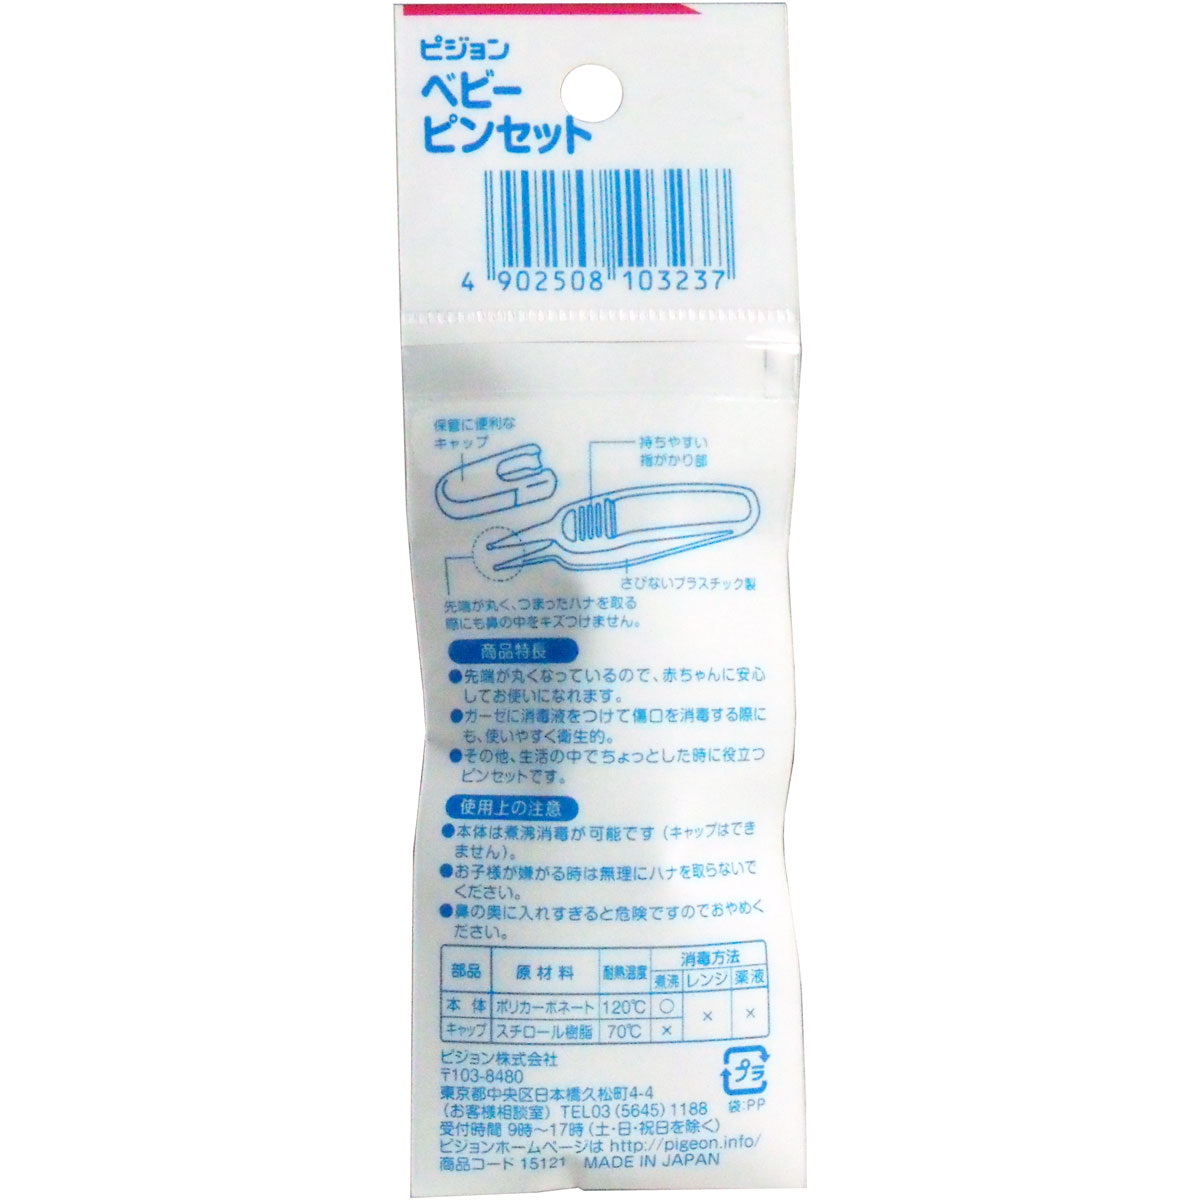 ピジョン
ベビー
ピンセット
4 902508 103237
保管に便利な
キャップ
持ちやすい
指がかり部
さびないプラスチック製
先端が丸く、つまったハナを取る
際にも鼻の中をキズつけません。
商品特長
●先端が丸くなっているので、赤ちゃんに安心
してお使いになれます。
●ガーゼに消毒液をつけて傷口を消毒する際に
も、使いやすく衛生的。
●その他、生活の中でちょっとした時に役立つ
ピンセットです。
使用上の注意
●本体は煮沸消毒が可能です(キャップはでき
ません)。
●お子様が嫌がる時は無理にハナを取らないで
ください。
●鼻の奥に入れすぎると危険ですのでおやめく
ださい。
部品 原材料 耐熱温度 消毒方法
煮沸 レンジ 薬液
本体 ポリカーボネート 120℃ ○ × ×
キャップ スチロール樹脂 70℃ ×
ピジョン株式会社
〒103-8480
東京都中央区日本橋久松町4-4
(お客様相談室) TEL03(5645)1188
受付時間 9時〜17時(土・日・祝日を除く)
ピジョンホームページは http://pigeon.info/
商品コード 15121 MADE IN JAPAN
プラ
袋:PP